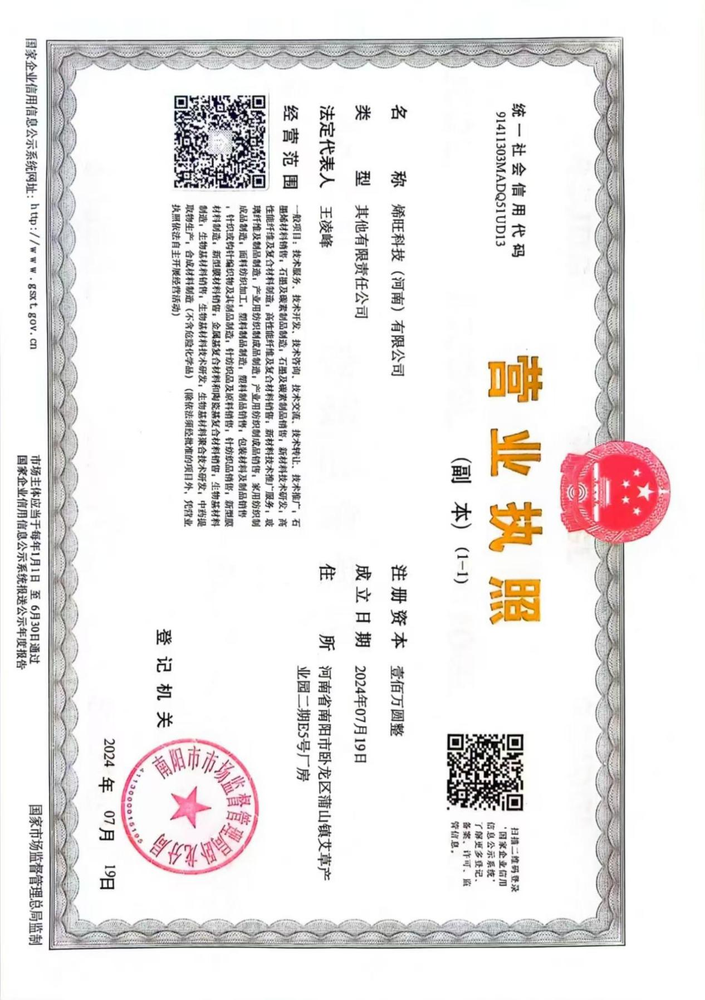 统一社会信用代码
91411303MADQ51UD13
营业执照
（副 本）（1-1）
扫描二维码登录
‘国家企业信用
信息公示系统’
了解更多登记、
备案、许可、监
管信息。
名 称 烯旺科技（河南）有限公司
类 型 其他有限责任公司
法定代表人 王凌峰
经营范围 一般项目：技术服务、技术开发、技术咨询、技术交流、技术转让、技术推广；石
墨烯材料销售；石墨及碳素制品制造；石墨及碳素制品销售；新材料技术研发；高
性能纤维及复合材料制造；高性能纤维及复合材料销售；新材料技术推广服务；玻
璃纤维及制品制造；产业用纺织制成品制造；产业用纺织制成品销售；家用纺织制
成品制造；面料纺织加工；塑料制品制造；塑料制品销售；包装材料及制品销售
；针织或钩针编织物及其制品制造；针纺织品及原料销售；针纺织品销售；新型膜
材料制造；新型膜材料销售；金属基复合材料和陶瓷基复合材料销售；生物基材料
制造；生物基材料销售；生物基材料技术研发；生物基材料聚合技术研发；中药提
取物生产；合成材料制造（不含危险化学品）（除依法须经批准的项目外，凭营业
执照依法自主开展经营活动）
注册资本 壹佰万圆整
成立日期 2024年07月19日
住 所 河南省南阳市卧龙区蒲山镇艾草产
业园二期E5号厂房
登记机关
南阳市市场监督管理局卧龙分局
4113000015195
2024 年 07月 19日
国家企业信用信息公示系统网址：http://www.gsxt.gov.cn
市场主体应当于每年1月1日 至 6月30日通过
国家企业信用信息公示系统报送公示年度报告
国家市场监督管理总局监制